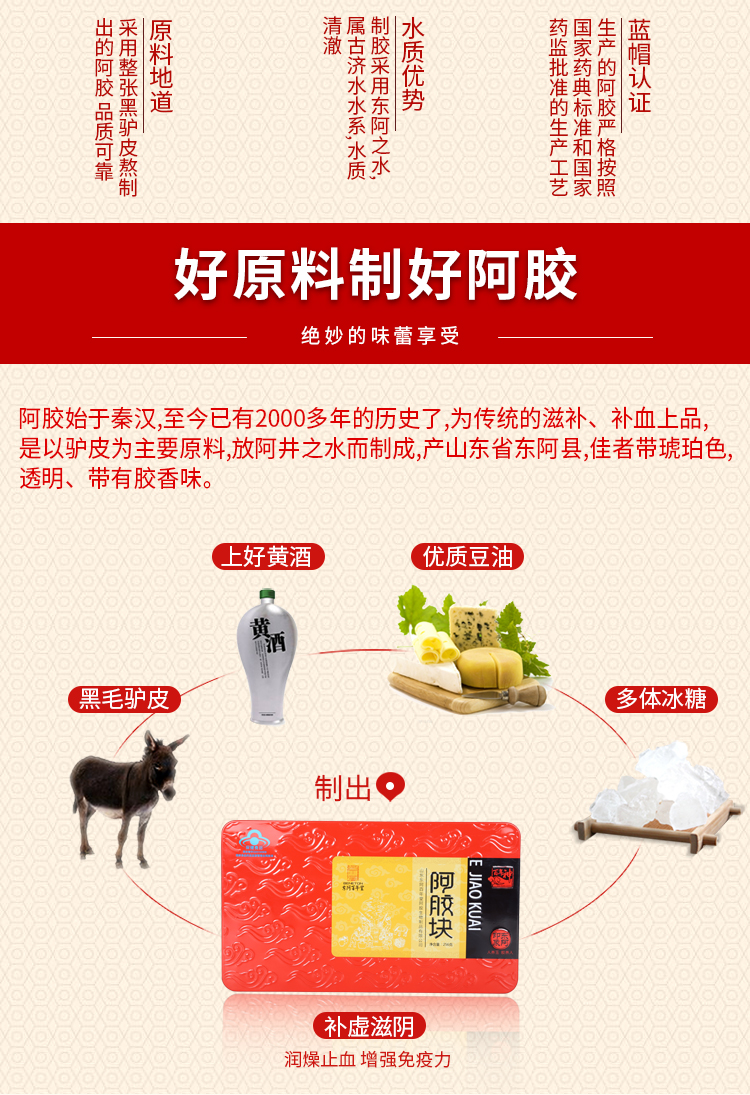 原料地道
采用整张黑驴皮熬制
出的阿胶 品质可靠
水质优势
制胶采用东阿之水,
属古济水水系,水质
清澈
蓝帽认证
生产的阿胶严格按照
国家药典标准和国家
药监批准的生产工艺
好原料制好阿胶
绝妙的味蕾享受
阿胶始于秦汉,至今已有2000多年的历史了,为传统的滋补、补血上品,
是以驴皮为主要原料,放阿井之水而制成,产山东省东阿县,佳者带琥珀色,
透明、带有胶香味。
上好黄酒
优质豆油
黄酒
黑毛驴皮
多体冰糖
制出
阿胶块
E JIAO KUAI
补虚滋阴
润燥止血 增强免疫力